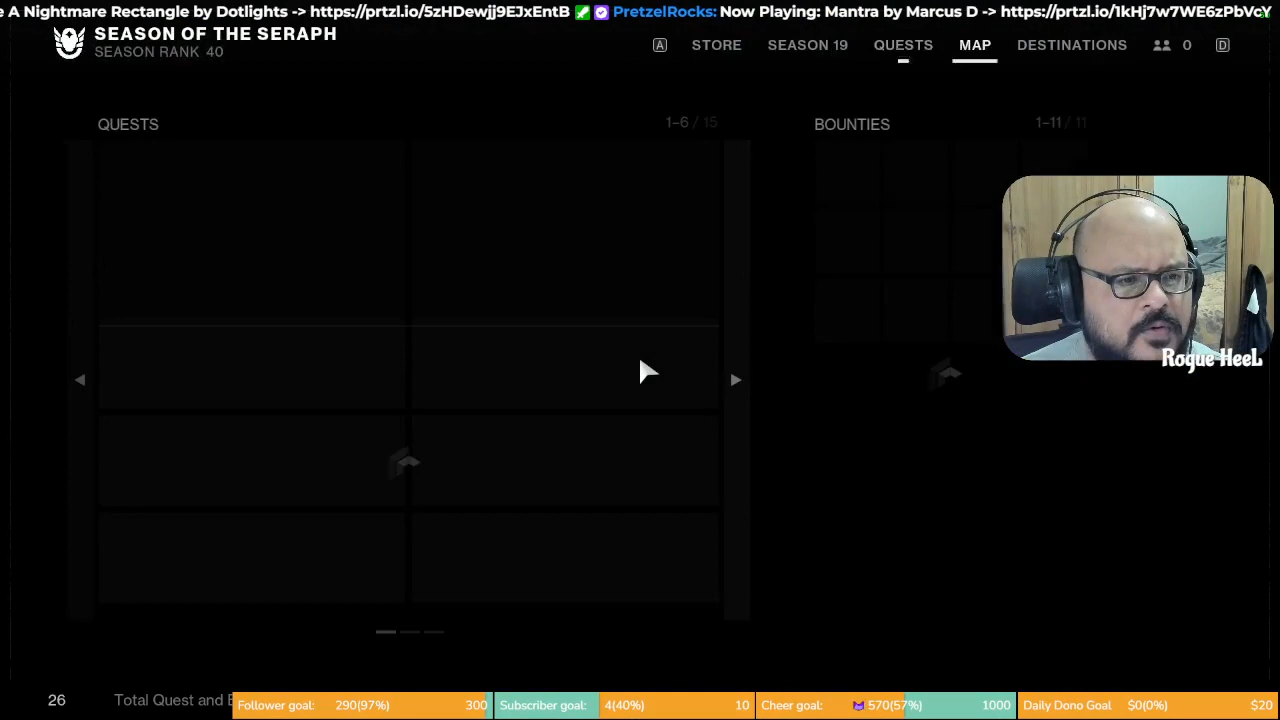 e A Nightmare Rectangle by Dotlights -> https://prtzl.io/5zHDewjj9EJxEntB PretzelRocks: Now Playing: Mantra by Marcus D -> https://prtzl.io/1kHj7w7WE6zPbVcY
SEASON OF THE SERAPH
SEASON RANK 40
A STORE SEASON 19 QUESTS MAP DESTINATIONS 0 D
QUESTS 1-6 / 15 BOUNTIES 1-11 / 11
Rogue Heel
26 Total Quest and B
Follower goal: 290(97%) 300 Subscriber goal: 4(40%) 10 Cheer goal: 570(57%) 1000 Daily Dono Goal $0(0%) $20